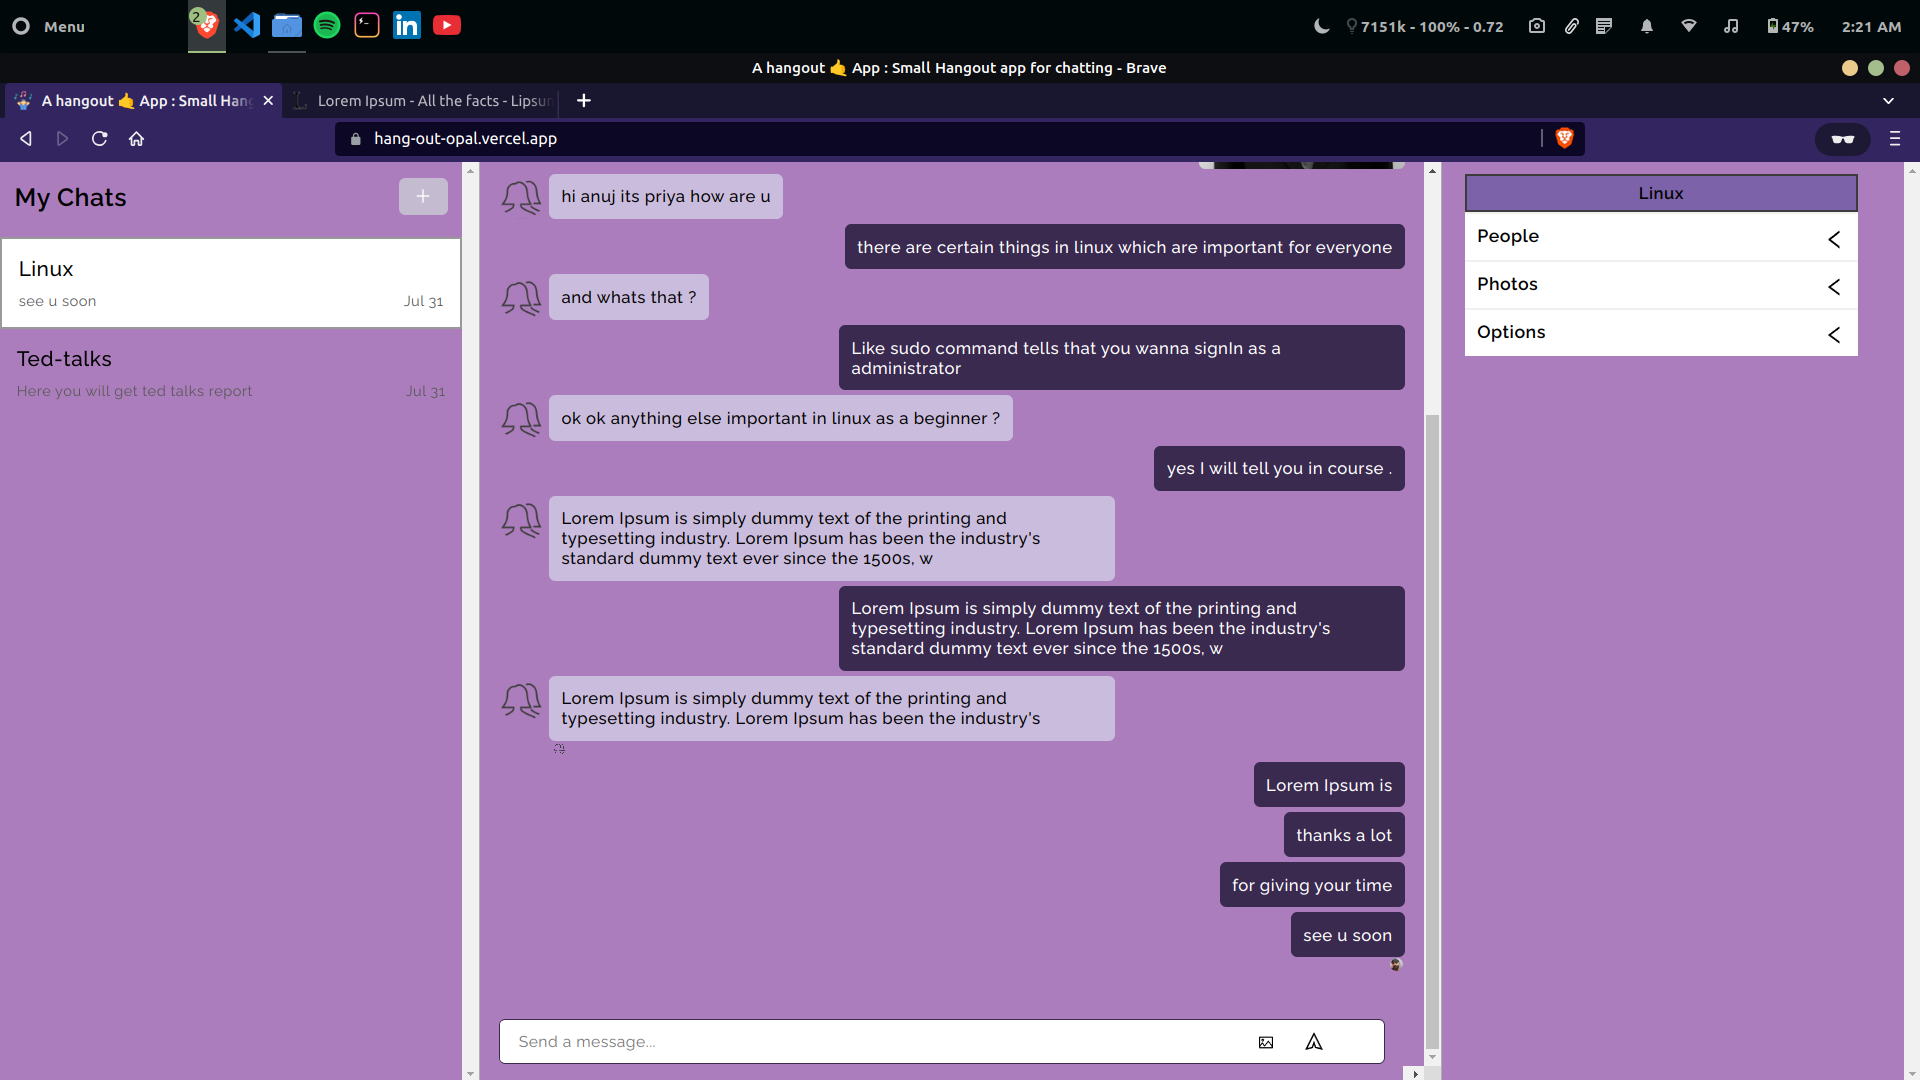 Menu
2
7151k - 100% - 0.72
47%
2:21 AM
A hangout 🤙 App : Small Hangout app for chatting - Brave
A hangout 🤙 App : Small Han
Lorem Ipsum - All the facts - Lipsu
hang-out-opal.vercel.app
My Chats
+
Linux
see u soon
Jul 31
Ted-talks
Here you will get ted talks report
Jul 31
hi anuj its priya how are u
there are certain things in linux which are important for everyone
and whats that ?
Like sudo command tells that you wanna signIn as a
administrator
ok ok anything else important in linux as a beginner ?
yes I will tell you in course .
Lorem Ipsum is simply dummy text of the printing and
typesetting industry. Lorem Ipsum has been the industry's
standard dummy text ever since the 1500s, w
Lorem Ipsum is simply dummy text of the printing and
typesetting industry. Lorem Ipsum has been the industry's
standard dummy text ever since the 1500s, w
Lorem Ipsum is simply dummy text of the printing and
typesetting industry. Lorem Ipsum has been the industry's
Lorem Ipsum is
thanks a lot
for giving your time
see u soon
Send a message...
Linux
People
Photos
Options